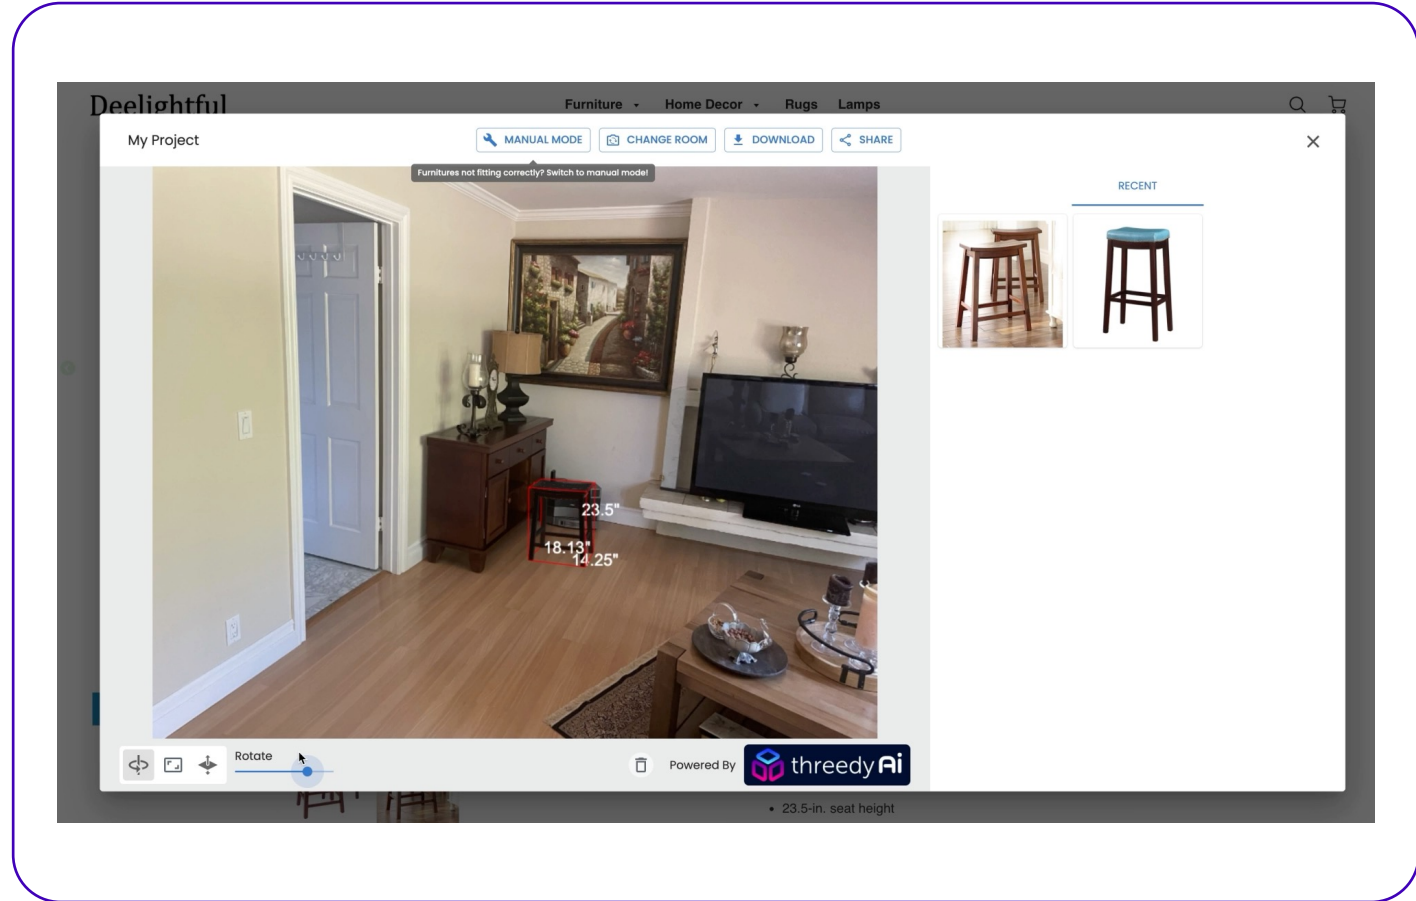 Deelightful
Furniture
Home Decor
Rugs
Lamps
My Project
MANUAL MODE
CHANGE ROOM
DOWNLOAD
SHARE
Furnitures not fitting correctly? Switch to manual mode!
RECENT
23.5"
18.13"
14.25"
Rotate
Powered By
threedy Ai
• 23.5-in. seat height